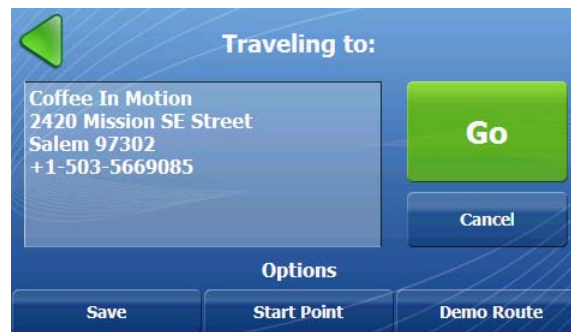 Traveling to:
Coffee In Motion
2420 Mission SE Street
Salem 97302
+1-503-5669085
Go
Cancel
Options
Save
Start Point
Demo Route